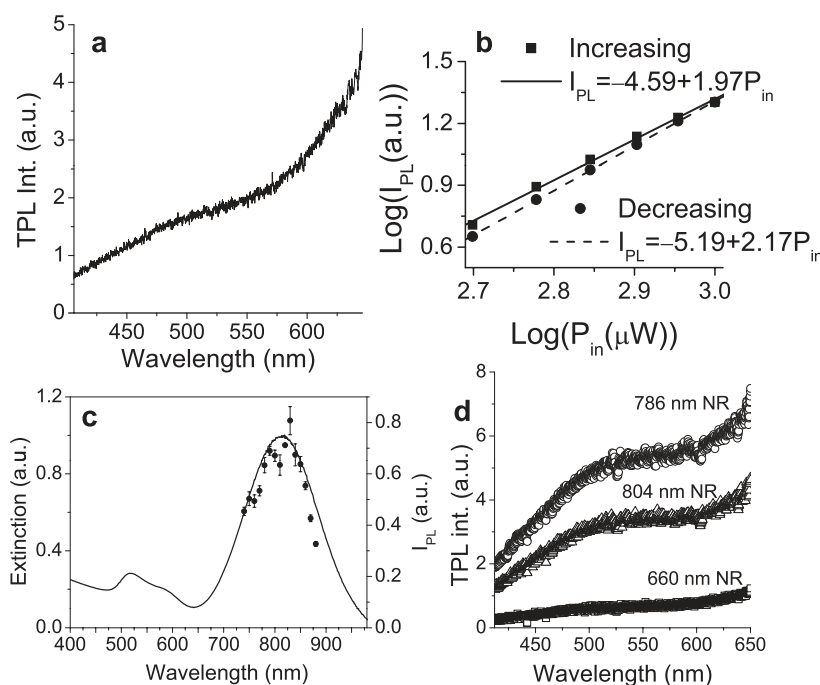 a
TPL Int. (a.u.)
5
4
3
2
1
0
450 500 550 600
Wavelength (nm)
b
Increasing
I_PL=–4.59+1.97P_in
Log(I_PL(a.u.))
1.5
1.2
0.9
0.6
Decreasing
I_PL=–5.19+2.17P_in
2.7 2.8 2.9 3.0
Log(P_in(μW))
c
Extinction (a.u.)
1.2
0.8
0.4
0.0
I_PL (a.u.)
0.8
0.6
0.4
0.2
0.0
400 500 600 700 800 900
Wavelength (nm)
d
TPL int. (a.u.)
8
6
4
2
0
786 nm NR
804 nm NR
660 nm NR
450 500 550 600 650
Wavelength (nm)